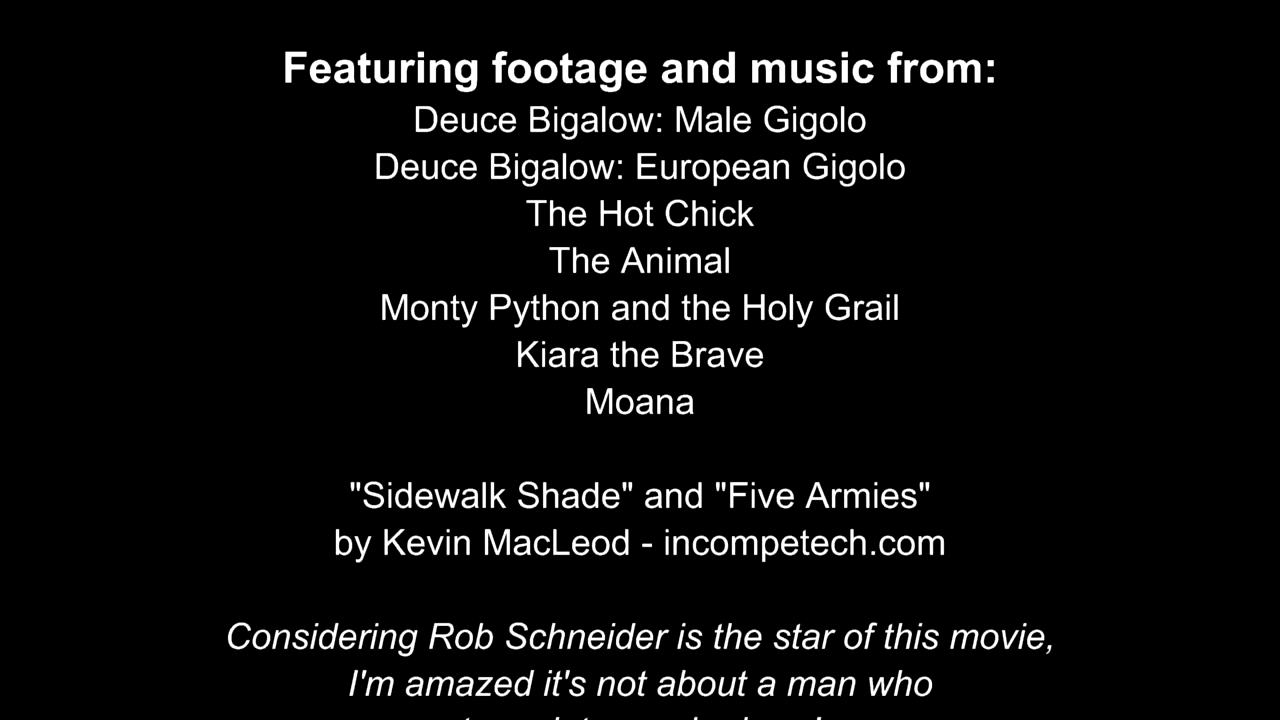 Featuring footage and music from:
Deuce Bigalow: Male Gigolo
Deuce Bigalow: European Gigolo
The Hot Chick
The Animal
Monty Python and the Holy Grail
Kiara the Brave
Moana
"Sidewalk Shade" and "Five Armies"
by Kevin MacLeod - incompetech.com
Considering Rob Schneider is the star of this movie,
I'm amazed it's not about a man who